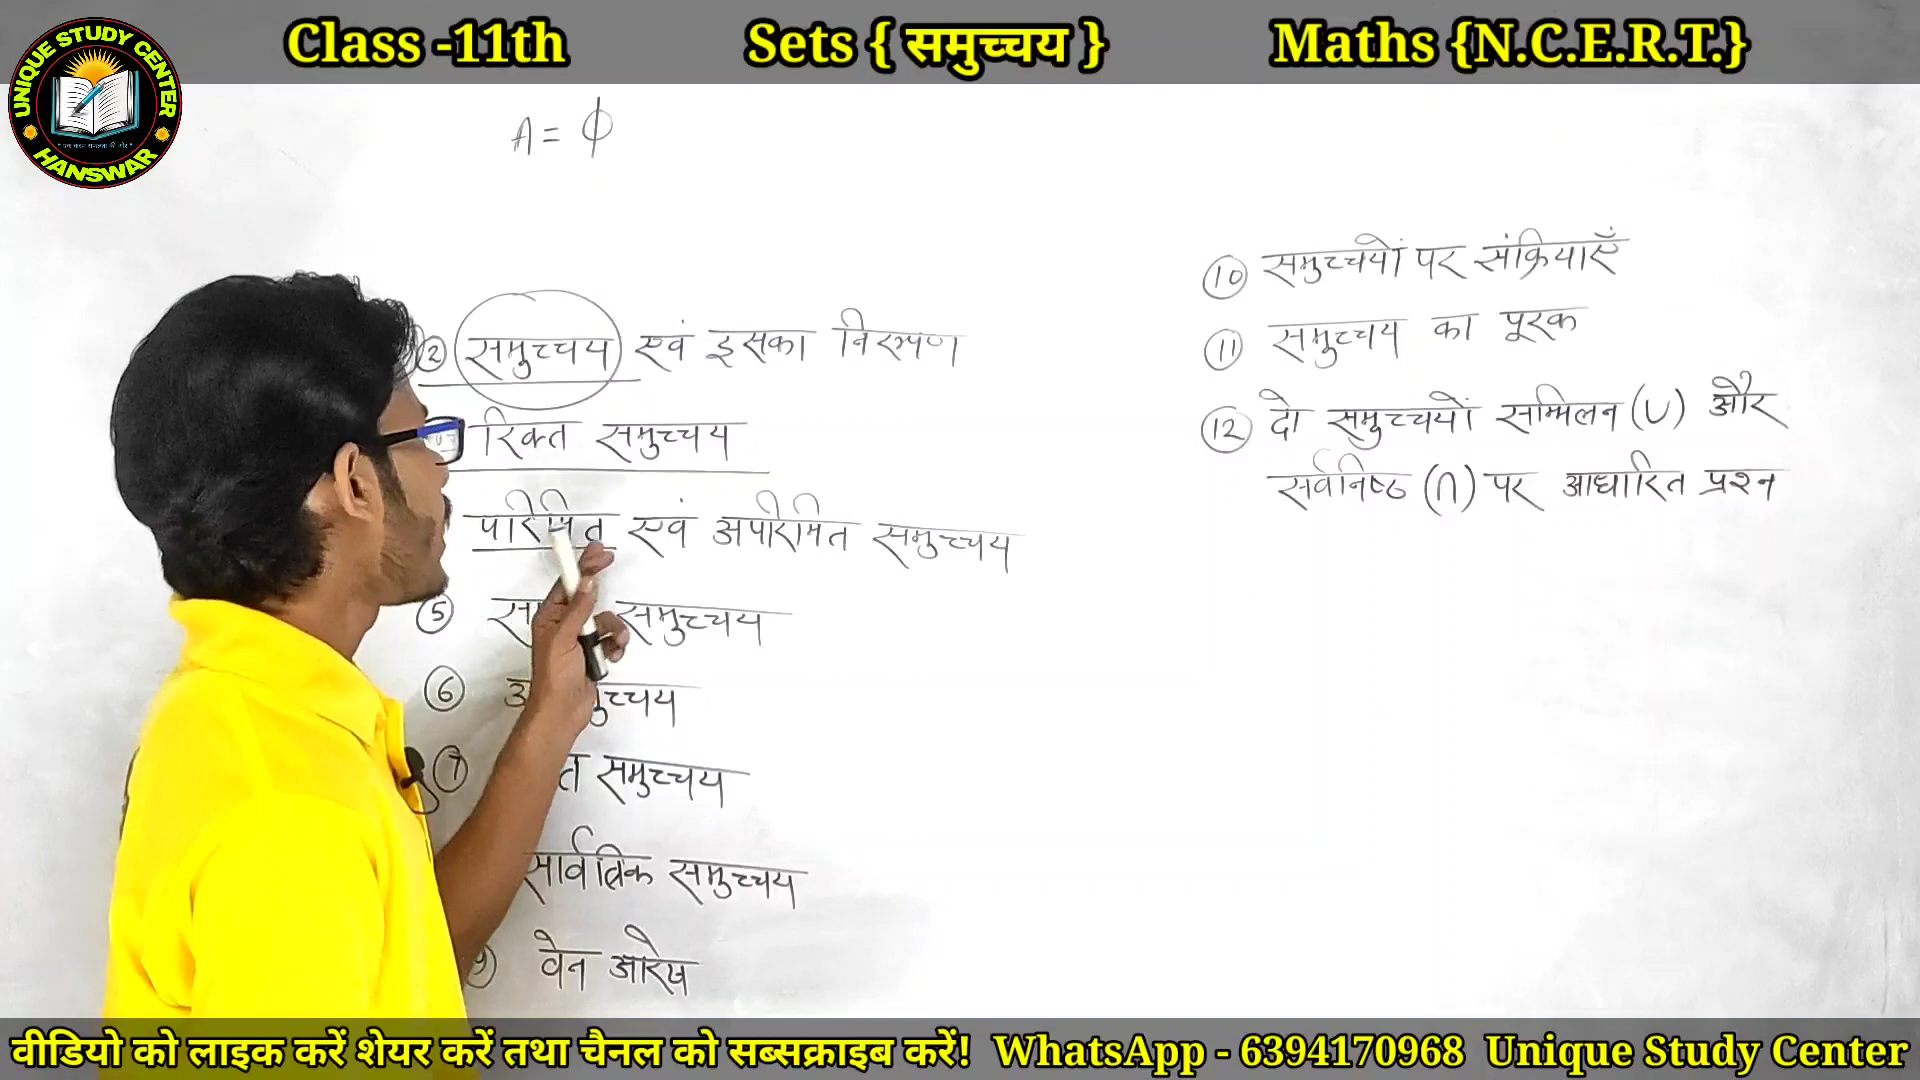 Class -11th
Sets { समुच्चय }
Maths {N.C.E.R.T.}
UNIQUE STUDY CENTER
HANSWAR
A = ϕ
② समुच्चय एवं इसका निरूपण
रिक्त समुच्चय
परिमित एवं अपरिमित समुच्चय
⑤ समुच्चय
⑥
⑦ समुच्चय
सार्वत्रिक समुच्चय
⑨ वेन आरेख
⑩ समुच्चयों पर संक्रियाएँ
⑪ समुच्चय का पूरक
⑫ दो समुच्चयों सम्मिलन (∪) और
सर्वनिष्ठ (∩) पर आधारित प्रश्न
वीडियो को लाइक करें शेयर करें तथा चैनल को सब्सक्राइब करें! WhatsApp - 6394170968 Unique Study Center